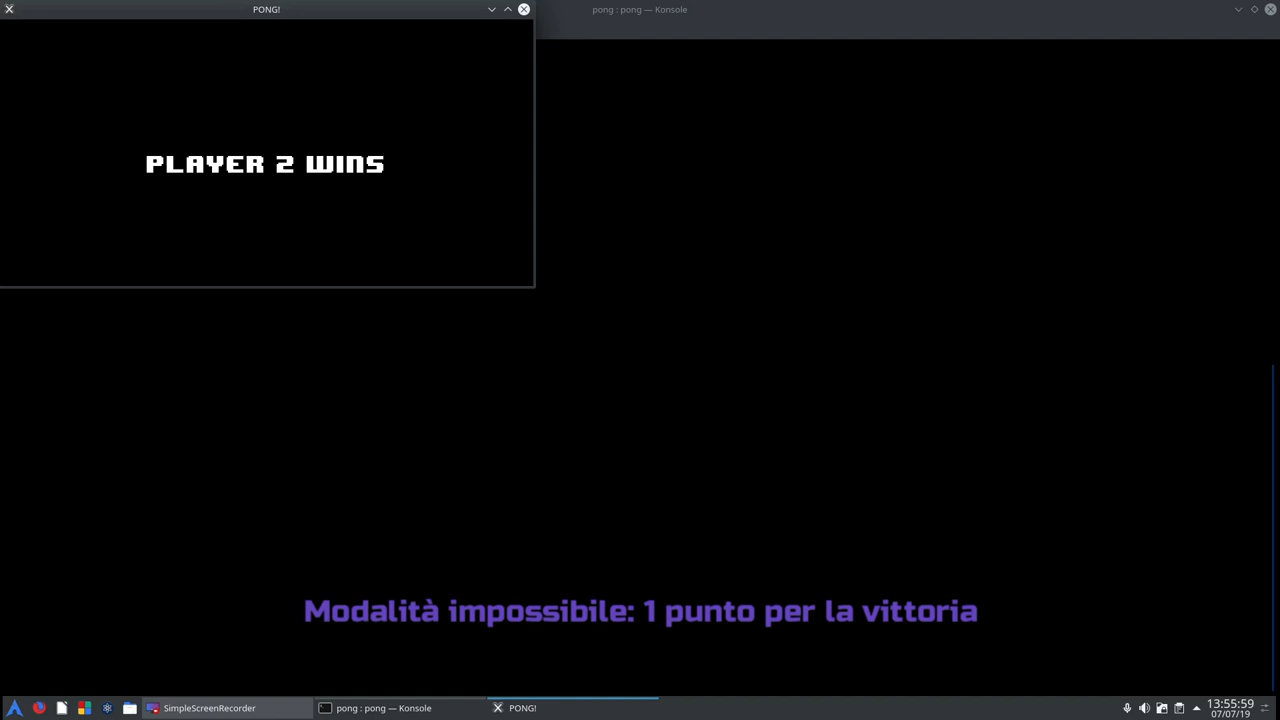 PONG!
pong : pong — Konsole
PLAYER 2 WINS
Modalità impossibile: 1 punto per la vittoria
SimpleScreenRecorder
pong : pong — Konsole
PONG!
13:55:59
07/07/19